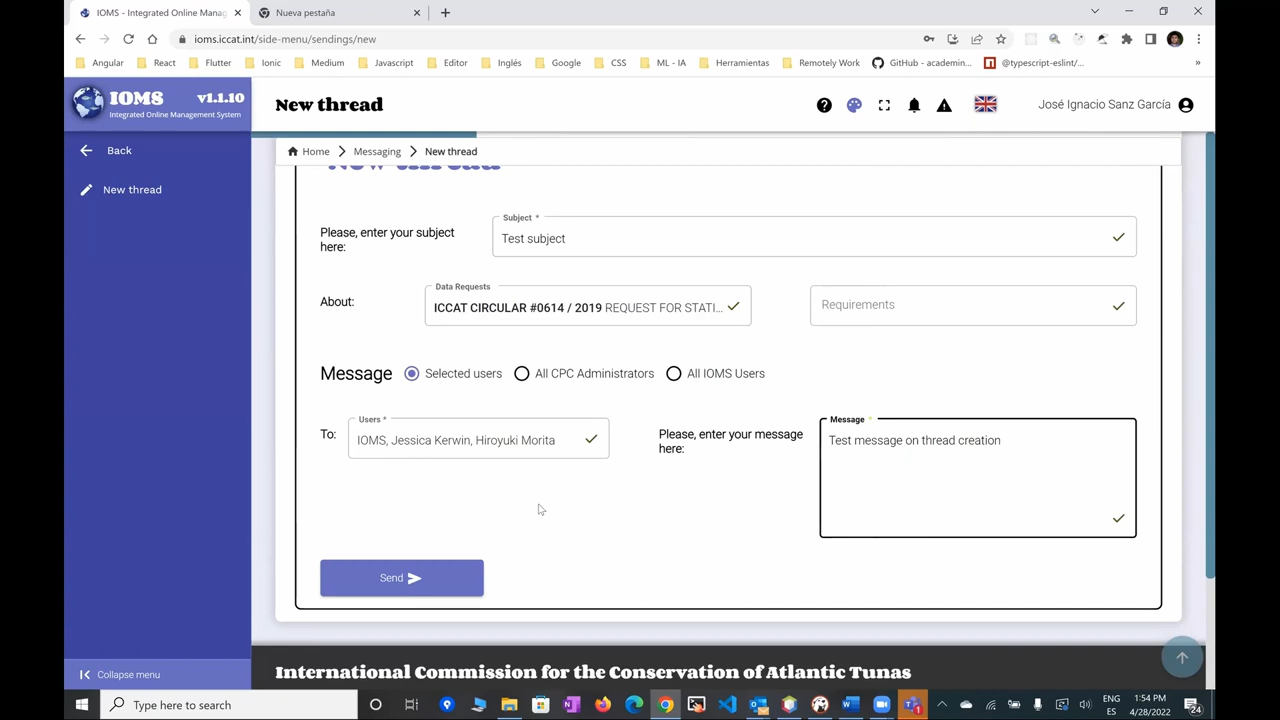 IOMS - Integrated Online Manag
Nueva pestaña
ioms.iccat.int/side-menu/sendings/new
Angular
React
Flutter
Ionic
Medium
Javascript
Editor
Inglés
Google
CSS
ML - IA
Herramientas
Remotely Work
GitHub - academin...
@typescript-eslint/...
»
IOMS v1.1.10
Integrated Online Management System
New thread
José Ignacio Sanz García
Back
New thread
Home
Messaging
New thread
New thread
Please, enter your subject here:
Subject *
Test subject
About:
Data Requests
ICCAT CIRCULAR #0614 / 2019 REQUEST FOR STATI...
Requirements
Message
Selected users
All CPC Administrators
All IOMS Users
To:
Users *
IOMS, Jessica Kerwin, Hiroyuki Morita
Please, enter your message here:
Message *
Test message on thread creation
Send
Collapse menu
International Commission for the Conservation of Atlantic Tunas
Type here to search
ENG
ES
1:54 PM
4/28/2022
24